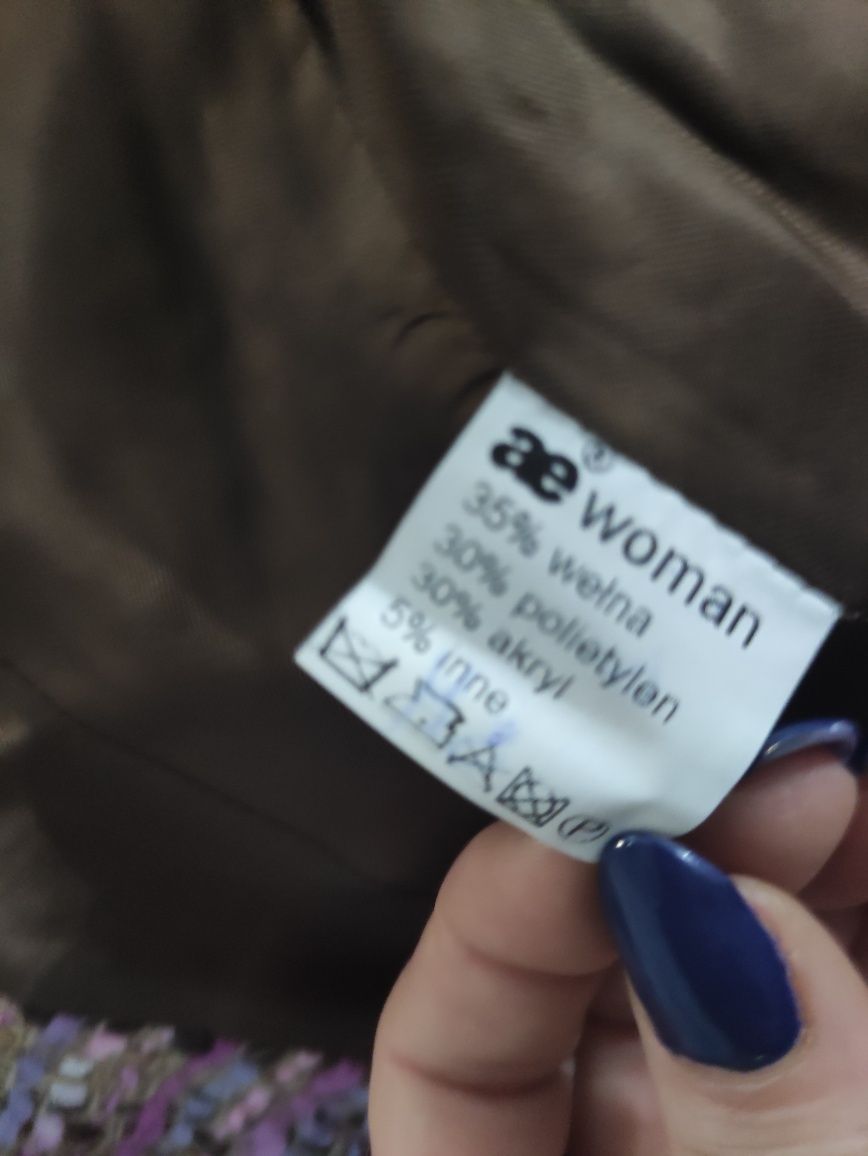 ae® woman
35% wełna
30% polietylen
30% akryl
5% inne
P